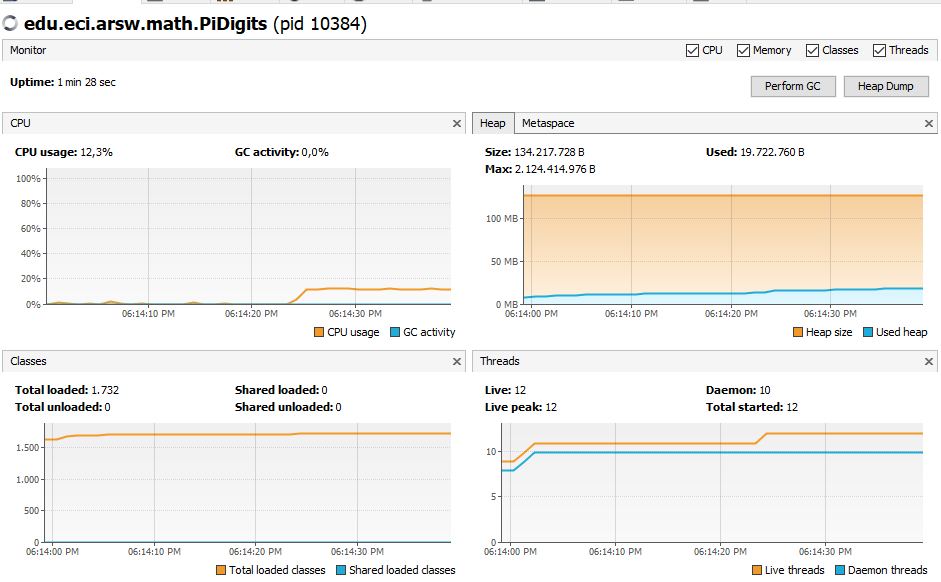 edu.eci.arsw.math.PiDigits (pid 10384)
Monitor
CPU Memory Classes Threads
Uptime: 1 min 28 sec
Perform GC Heap Dump
CPU
CPU usage: 12,3% GC activity: 0,0%
100%
80%
60%
40%
20%
0%
06:14:10 PM 06:14:20 PM 06:14:30 PM
CPU usage GC activity
Heap Metaspace
Size: 134.217.728 B Used: 19.722.760 B
Max: 2.124.414.976 B
100 MB
50 MB
0 MB
06:14:00 PM 06:14:10 PM 06:14:20 PM 06:14:30 PM
Heap size Used heap
Classes
Total loaded: 1.732 Shared loaded: 0
Total unloaded: 0 Shared unloaded: 0
1.500
1.000
500
0
06:14:00 PM 06:14:10 PM 06:14:20 PM 06:14:30 PM
Total loaded classes Shared loaded classes
Threads
Live: 12 Daemon: 10
Live peak: 12 Total started: 12
10
5
0
06:14:00 PM 06:14:10 PM 06:14:20 PM 06:14:30 PM
Live threads Daemon threads